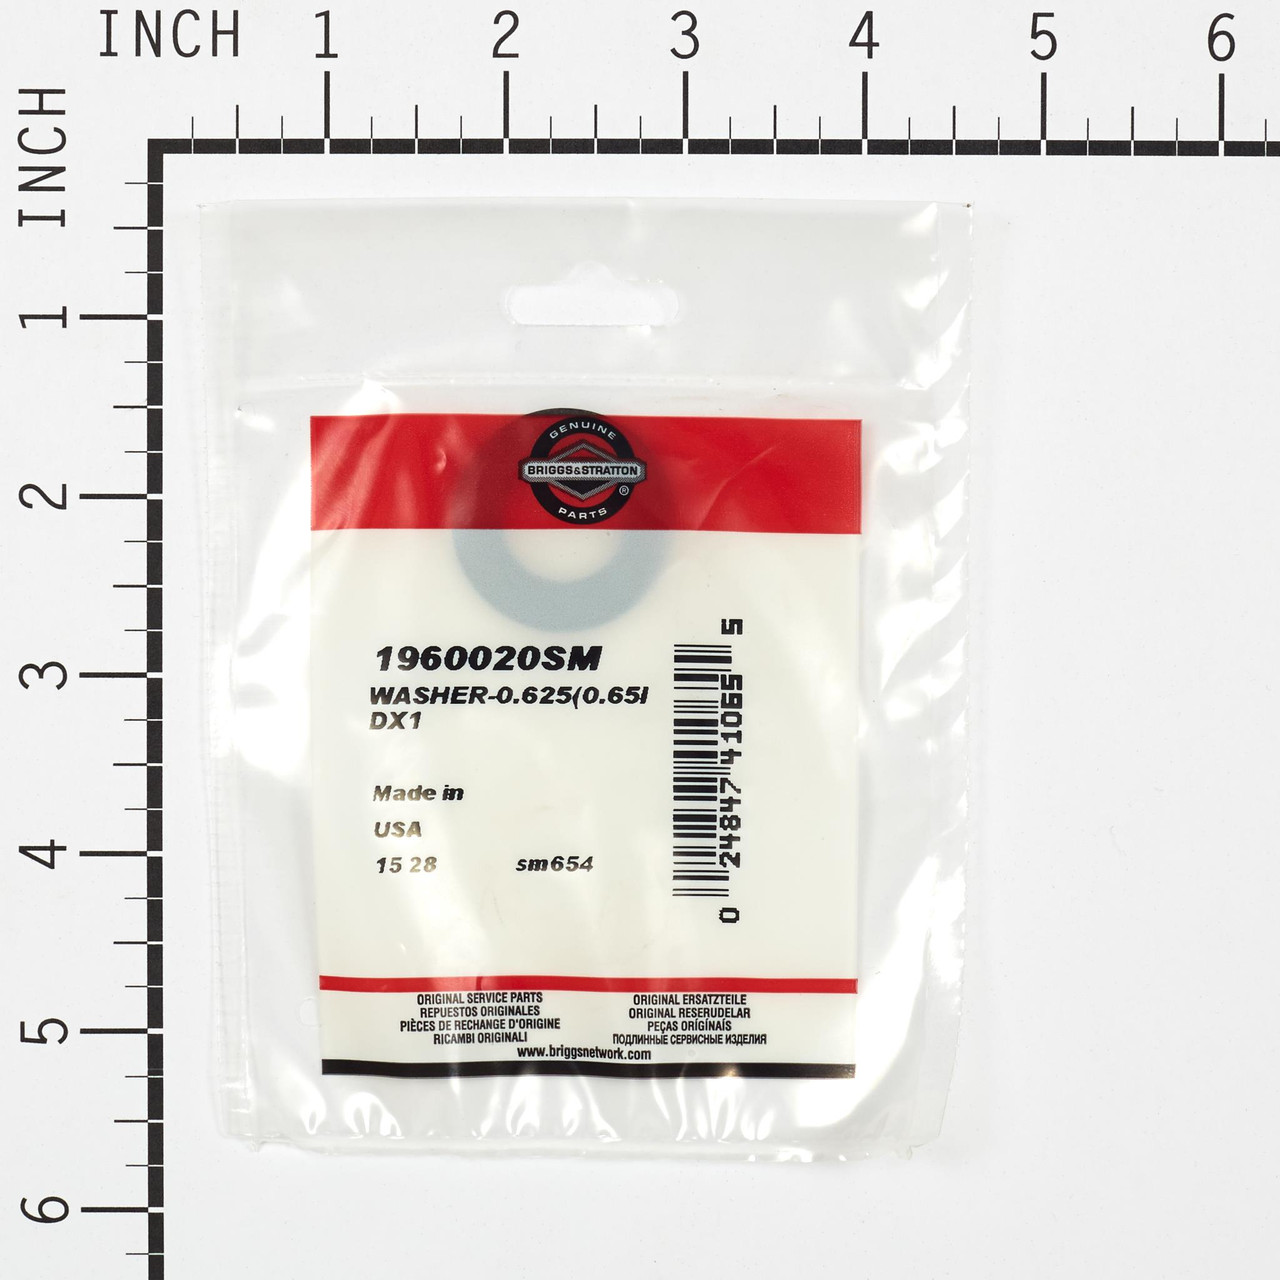 INCH 1 2 3 4 5 6
INCH 1 2 3 4 5 6
GENUINE
BRIGGS&STRATTON
®
PARTS
1960020SM
WASHER-0.625(0.65I
DX1
Made in
USA
15 28 sm654
0 24847 41065 5
ORIGINAL SERVICE PARTS
REPUESTOS ORIGINALES
PIÈCES DE RECHANGE D'ORIGINE
RICAMBI ORIGINALI
ORIGINAL ERSATZTEILE
ORIGINAL RESERUDELAR
PEÇAS ORÍGÍNAÍS
ПОДЛИННЫЕ СЕРВИСНЫЕ ИЗДЕЛИЯ
www.briggsnetwork.com